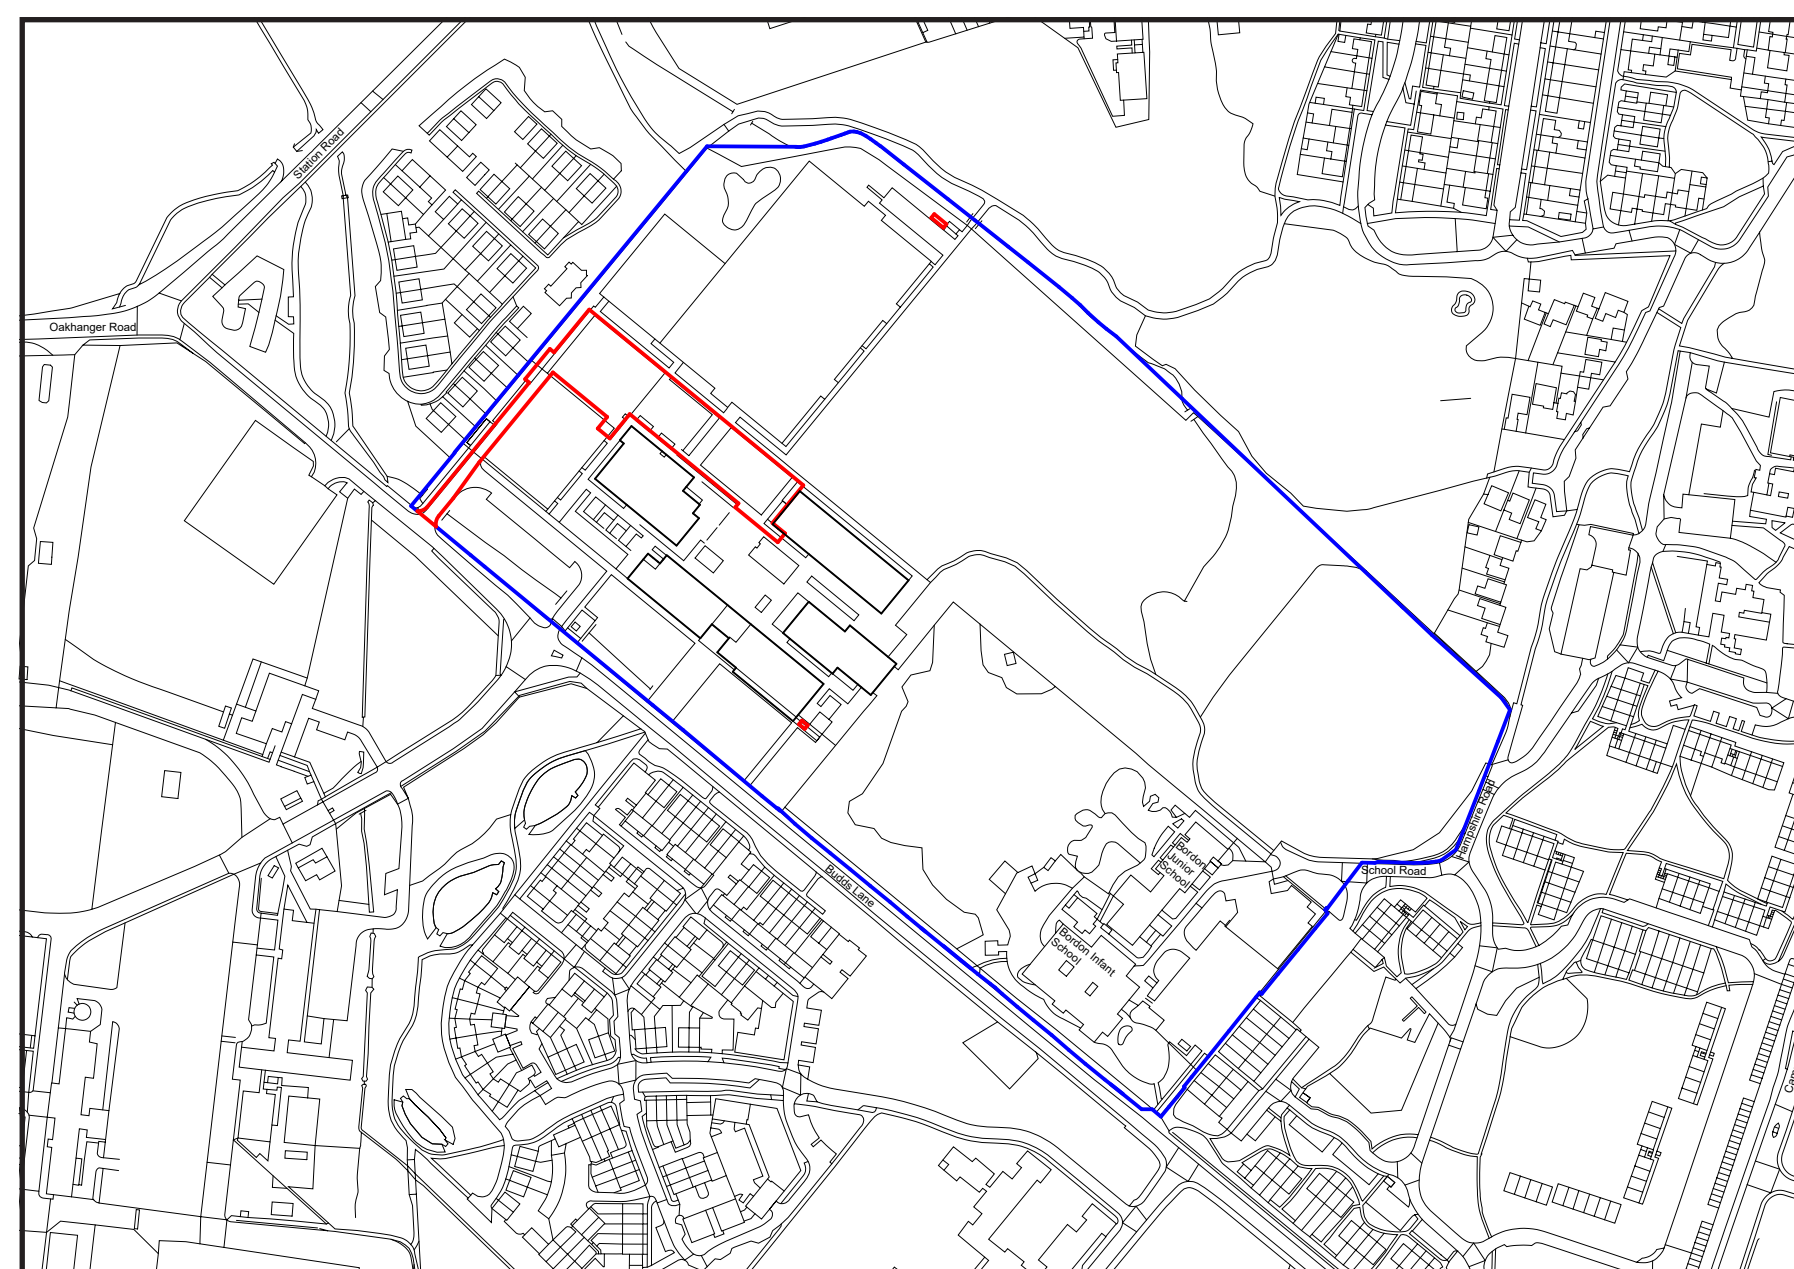 Station Road
Oakhanger Road
Hampshire Road
School Road
Bordon
Junior
School
Budds Lane
Bordon Infant
School